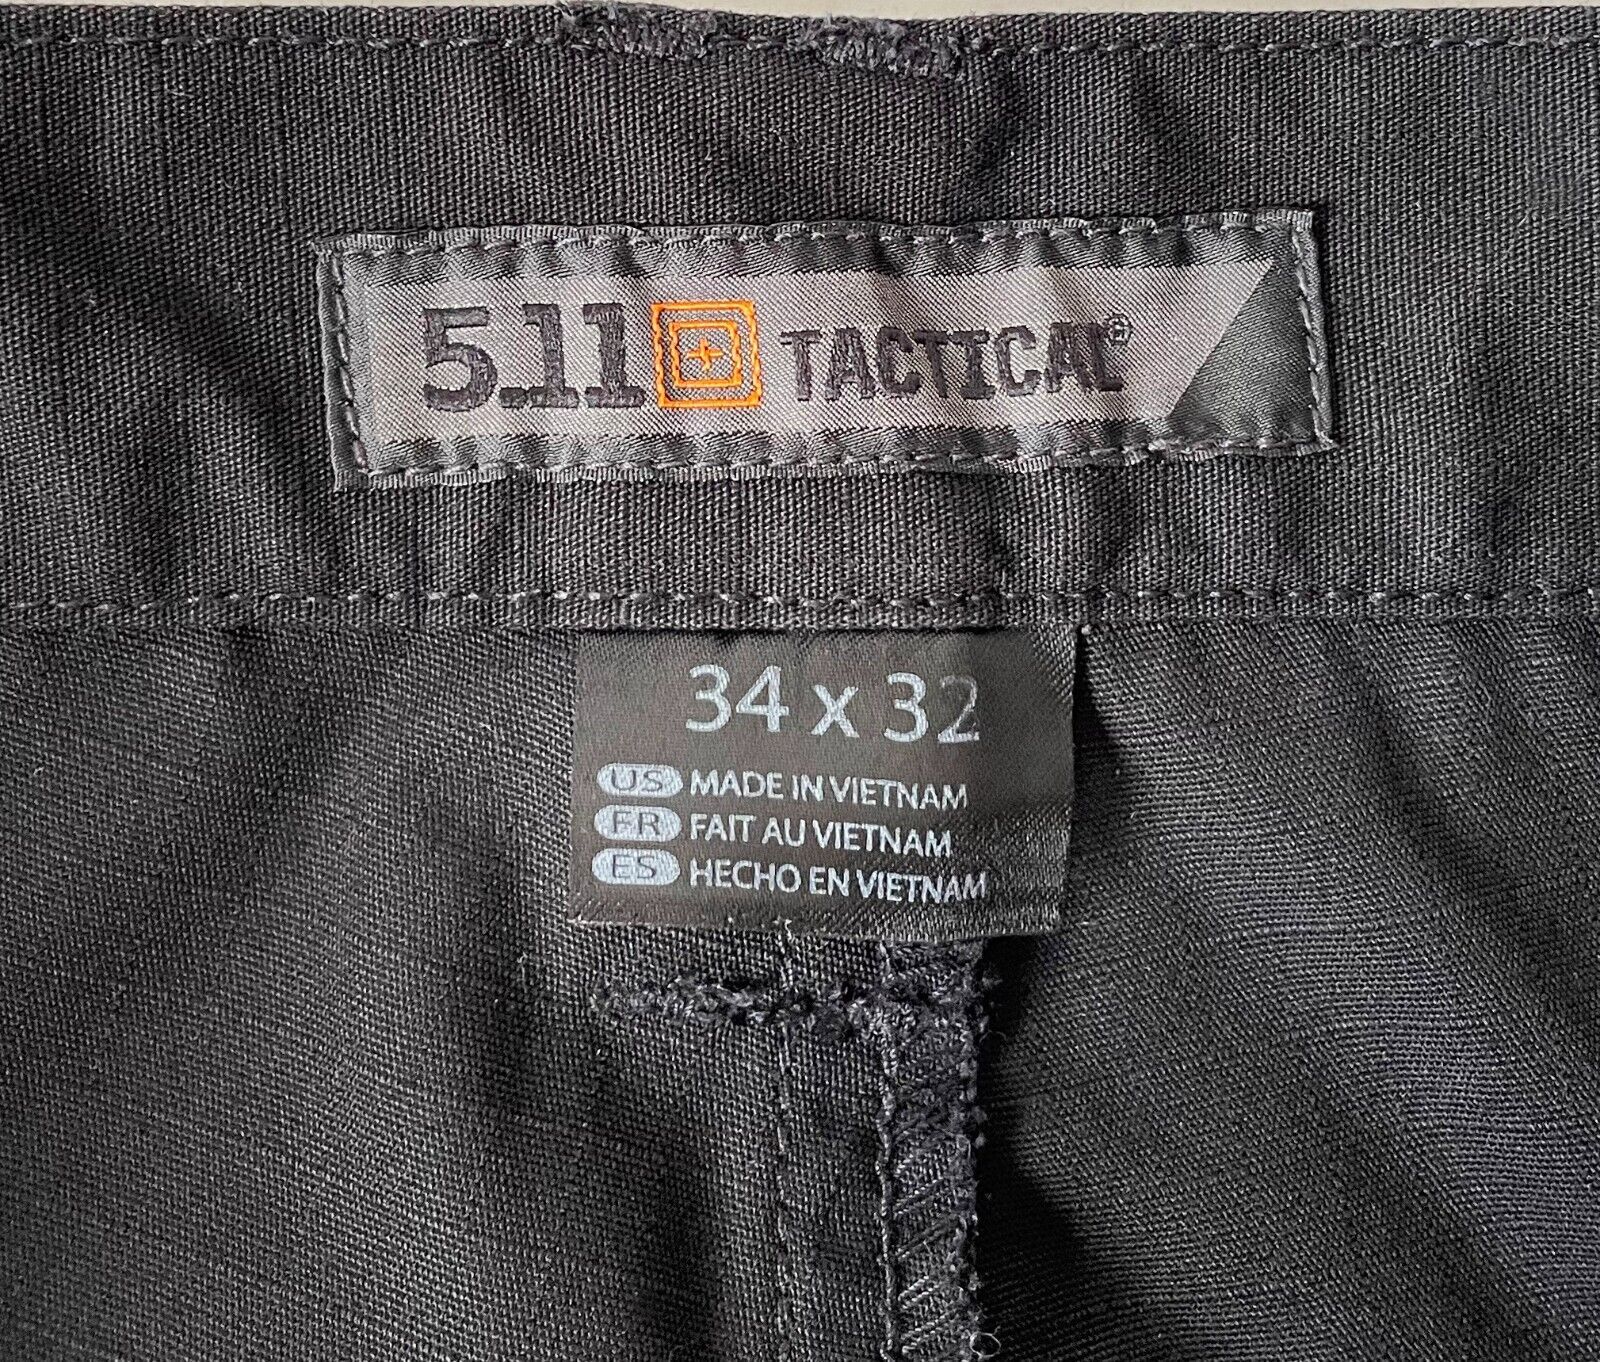 5.11 TACTICAL®
34 x 32
US MADE IN VIETNAM
FR FAIT AU VIETNAM
ES HECHO EN VIETNAM